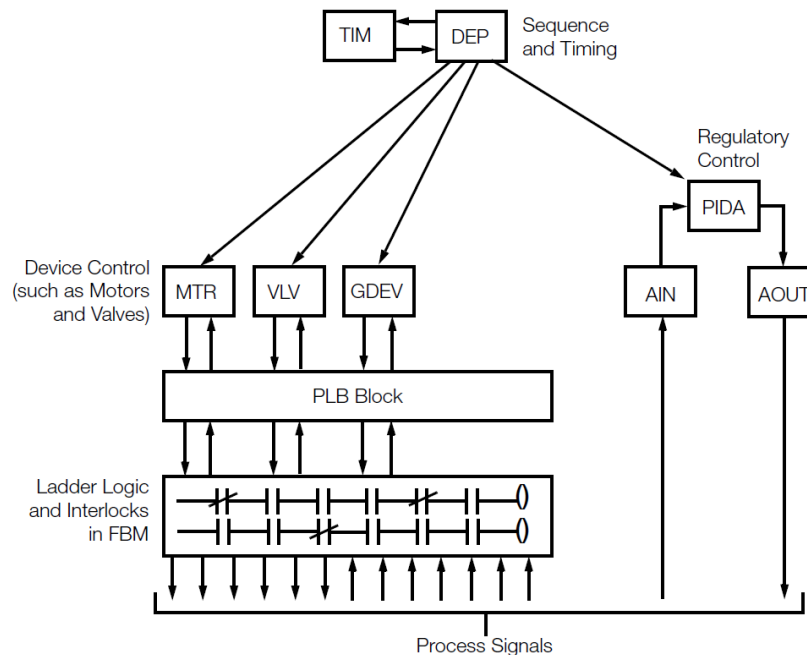 TIM
DEP
Sequence
and Timing
Regulatory
Control
PIDA
Device Control
(such as Motors
and Valves)
MTR
VLV
GDEV
AIN
AOUT
PLB Block
Ladder Logic
and Interlocks
in FBM
Process Signals